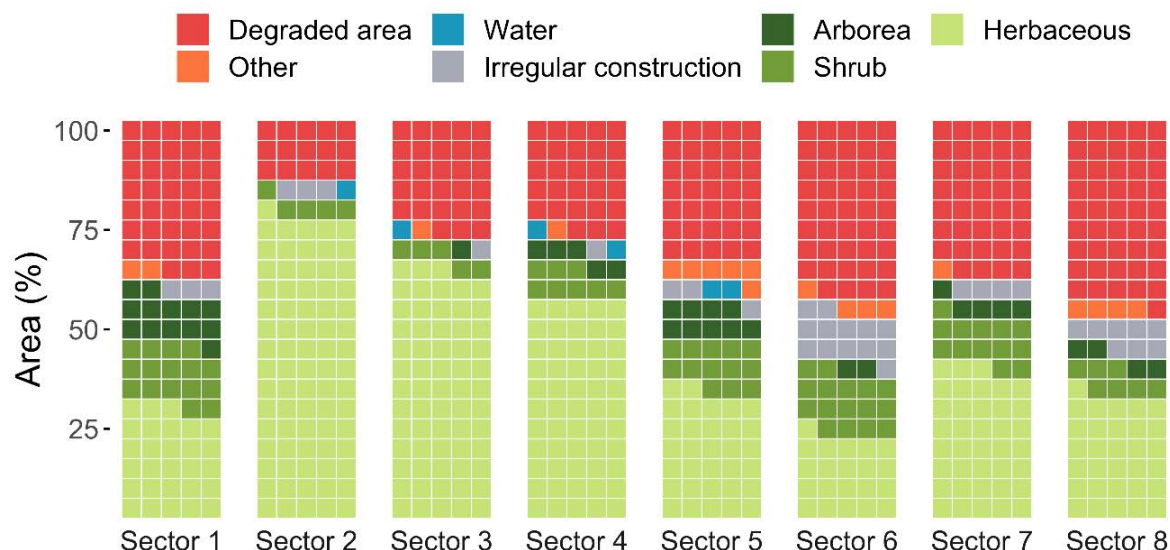 Degraded area Water Arborea Herbaceous
Other Irregular construction Shrub
100
75
50
25
Area (%)
Sector 1 Sector 2 Sector 3 Sector 4 Sector 5 Sector 6 Sector 7 Sector 8